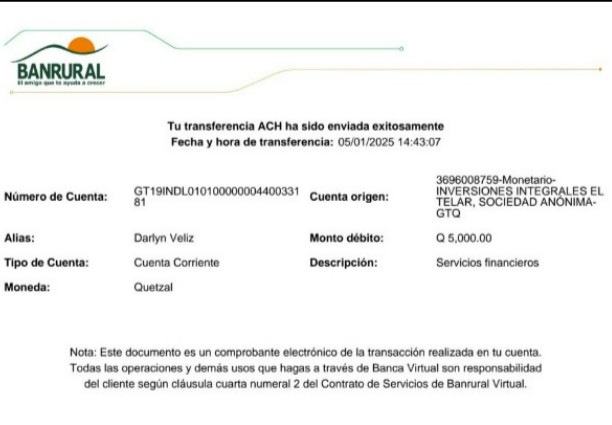 BANRURAL
El amigo que te ayuda a crecer
Tu transferencia ACH ha sido enviada exitosamente
Fecha y hora de transferencia: 05/01/2025 14:43:07
Número de Cuenta:
GT19INDL010100000004400331
81
Cuenta origen:
3696008759-Monetario-
INVERSIONES INTEGRALES EL
TELAR, SOCIEDAD ANÓNIMA-
GTQ
Alias:
Darlyn Veliz
Monto débito:
Q 5,000.00
Tipo de Cuenta:
Cuenta Corriente
Descripción:
Servicios financieros
Moneda:
Quetzal
Nota: Este documento es un comprobante electrónico de la transacción realizada en tu cuenta.
Todas las operaciones y demás usos que hagas a través de Banca Virtual son responsabilidad
del cliente según cláusula cuarta numeral 2 del Contrato de Servicios de Banrural Virtual.